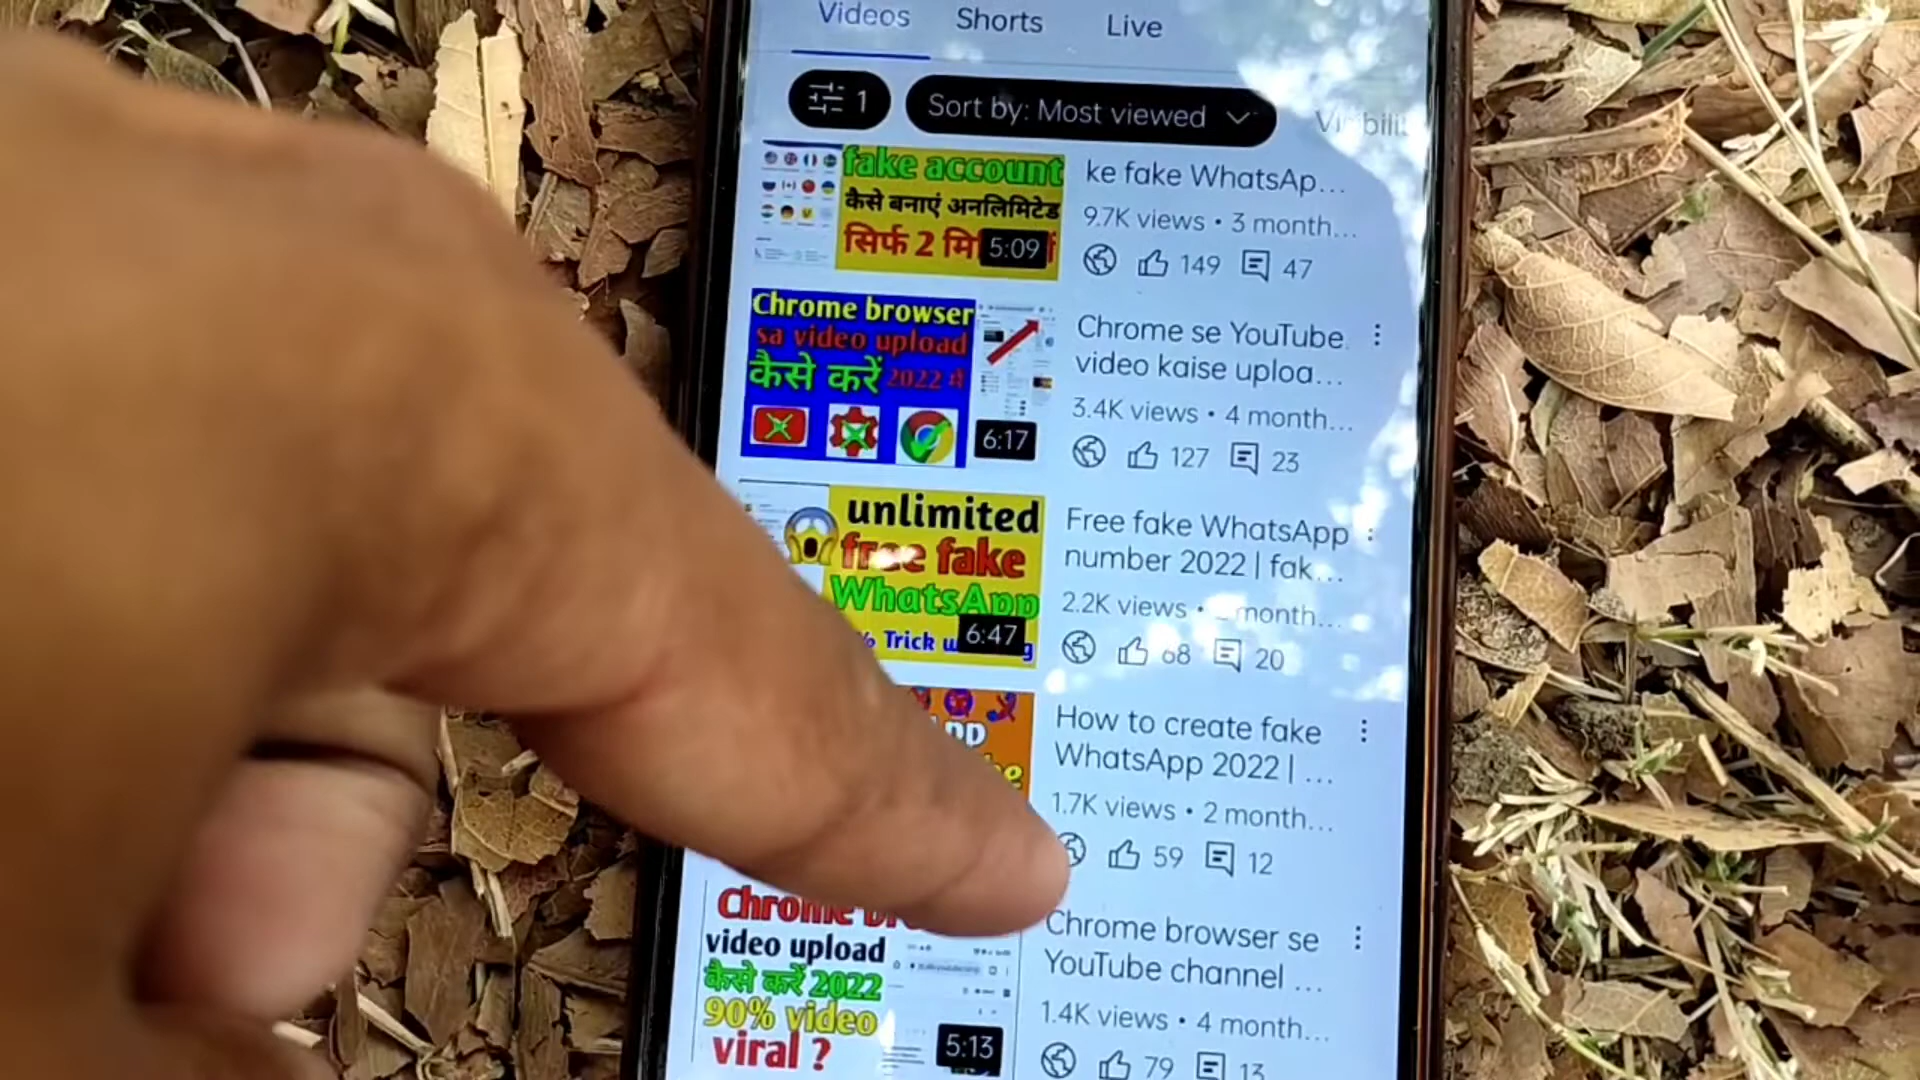 Videos Shorts Live
1 Sort by: Most viewed
fake account
कैसे बनाएं अनलिमिटेड
सिर्फ 2
5:09
ke fake WhatsAp...
9.7K views • 3 month...
149 47
Chrome browser
sa video upload
कैसे करें 2022 में
6:17
Chrome se YouTube
video kaise uploa...
3.4K views • 4 month...
127 23
unlimited
free fake
WhatsApp
% Trick
6:47
Free fake WhatsApp
number 2022 | fak...
2.2K views • month...
68 20
How to create fake
WhatsApp 2022 | ...
1.7K views • 2 month...
59 12
Chrome
video upload
कैसे करें 2022
90% video
viral ?
5:13
Chrome browser se
YouTube channel ...
1.4K views • 4 month...
79 13